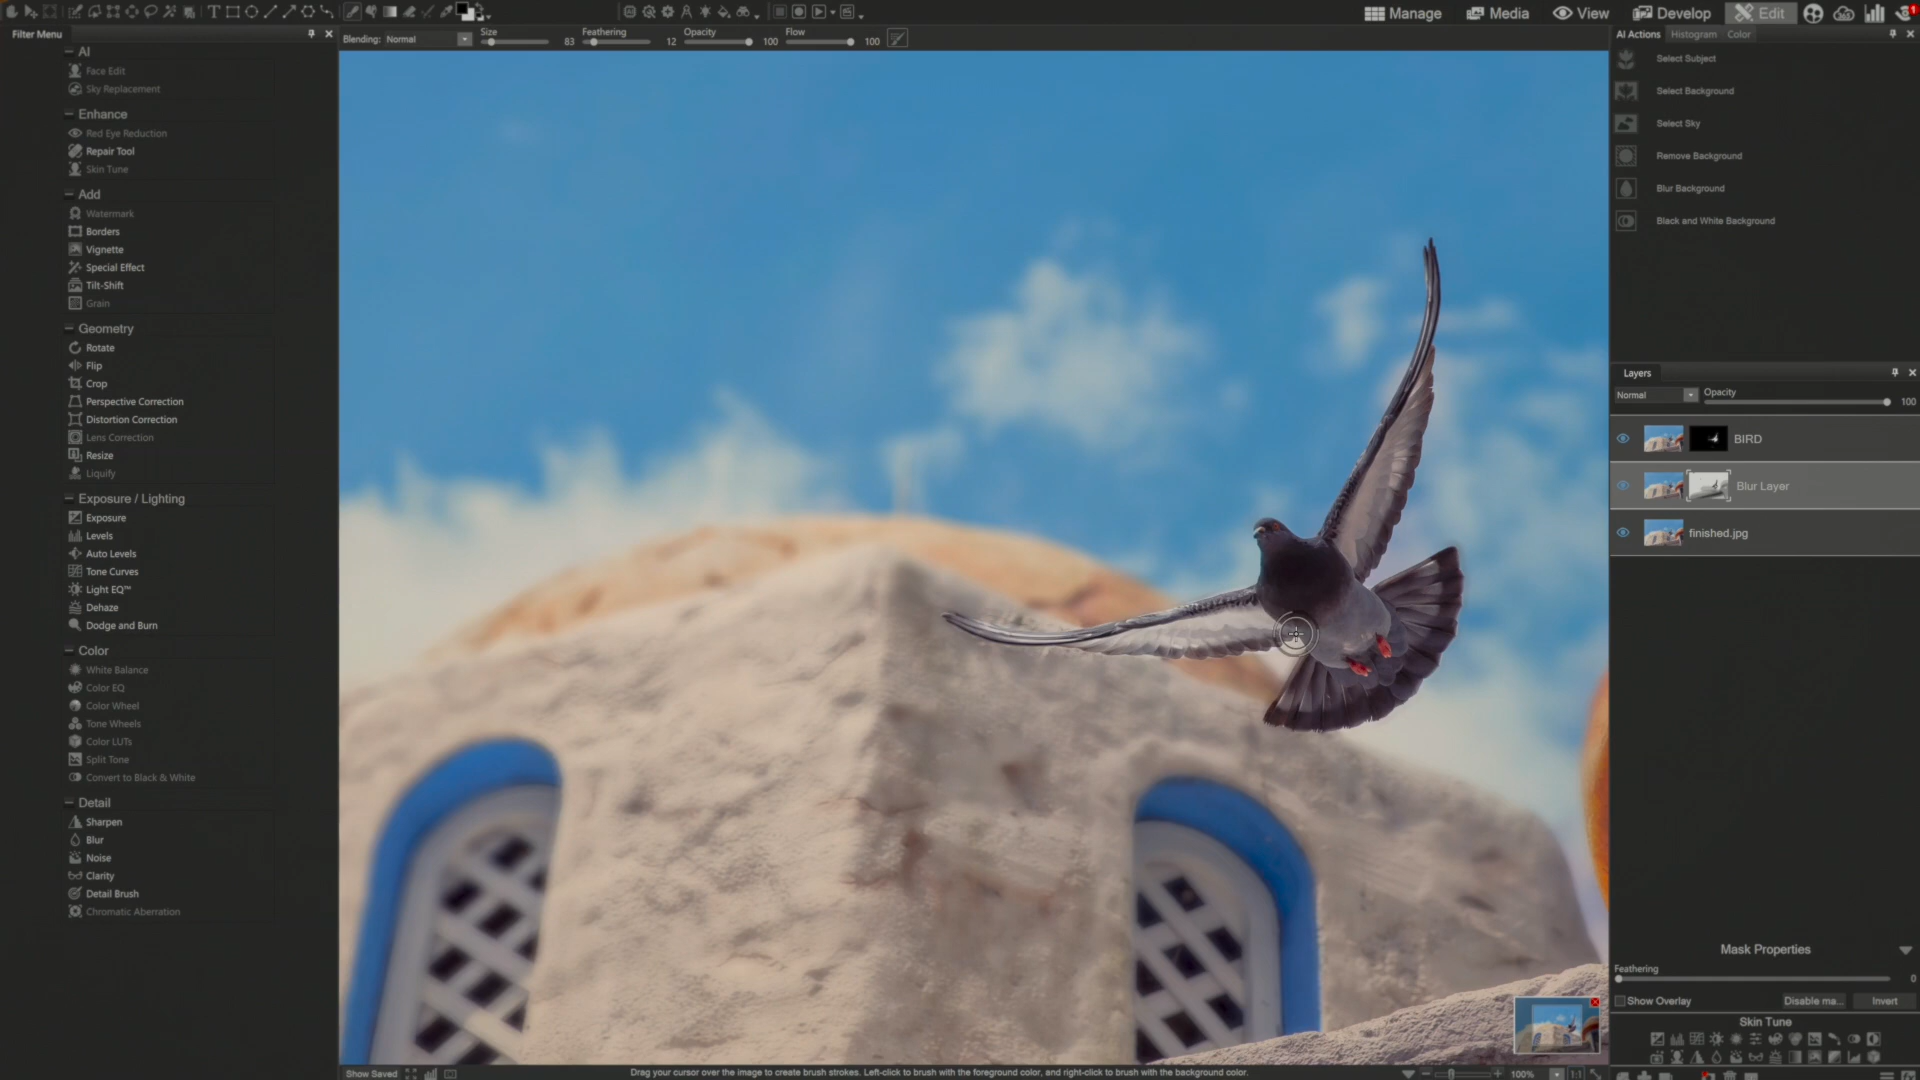 Manage
Media
View
Develop
Edit
365
1
Filter Menu
Blending: Normal
Size
83
Feathering
12
Opacity
100
Flow
100
AI Actions
Histogram
Color
AI
Face Edit
Sky Replacement
Enhance
Red Eye Reduction
Repair Tool
Skin Tune
Add
Watermark
Borders
Vignette
Special Effect
Tilt-Shift
Grain
Geometry
Rotate
Flip
Crop
Perspective Correction
Distortion Correction
Lens Correction
Resize
Liquify
Exposure / Lighting
Exposure
Levels
Auto Levels
Tone Curves
Light EQ™
Dehaze
Dodge and Burn
Color
White Balance
Color EQ
Color Wheel
Tone Wheels
Color LUTs
Split Tone
Convert to Black & White
Detail
Sharpen
Blur
Noise
Clarity
Detail Brush
Chromatic Aberration
Select Subject
Select Background
Select Sky
Remove Background
Blur Background
Black and White Background
Layers
Normal
Opacity
100
BIRD
Blur Layer
finished.jpg
Mask Properties
Feathering
0
Show Overlay
Disable ma...
Invert
Skin Tune
Show Saved
Drag your cursor over the image to create brush strokes. Left-click to brush with the foreground color, and right-click to brush with the background color.
100%
1:1